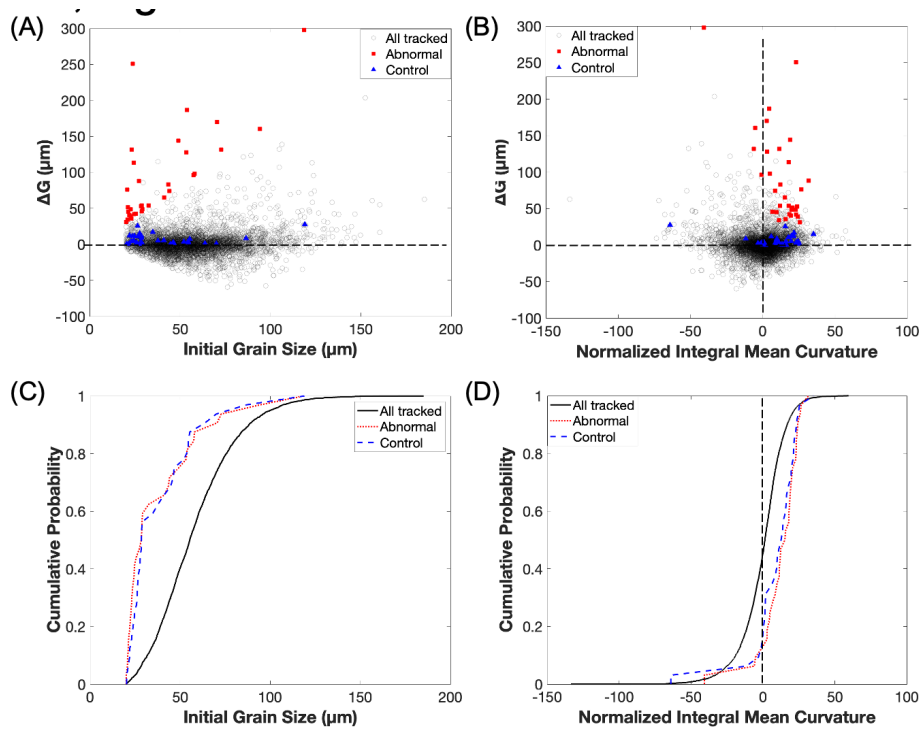 (A)
300
250
200
150
100
50
0
-50
-100
ΔG (μm)
0 50 100 150 200
Initial Grain Size (μm)
All tracked
Abnormal
Control
(B)
300
250
200
150
100
50
0
-50
-100
ΔG (μm)
-150 -100 -50 0 50 100
Normalized Integral Mean Curvature
All tracked
Abnormal
Control
(C)
1
0.8
0.6
0.4
0.2
0
Cumulative Probability
0 50 100 150 200
Initial Grain Size (μm)
All tracked
Abnormal
Control
(D)
1
0.8
0.6
0.4
0.2
0
Cumulative Probability
-150 -100 -50 0 50 100
Normalized Integral Mean Curvature
All tracked
Abnormal
Control